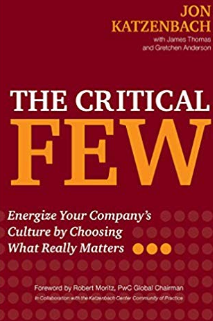 JON
KATZENBACH
with James Thomas
and Gretchen Anderson
THE CRITICAL
FEW
Energize Your Company's
Culture by Choosing
What Really Matters
Foreword by Robert Moritz, PwC Global Chairman
In Collaboration with the Katzenbach Center Community of Practice